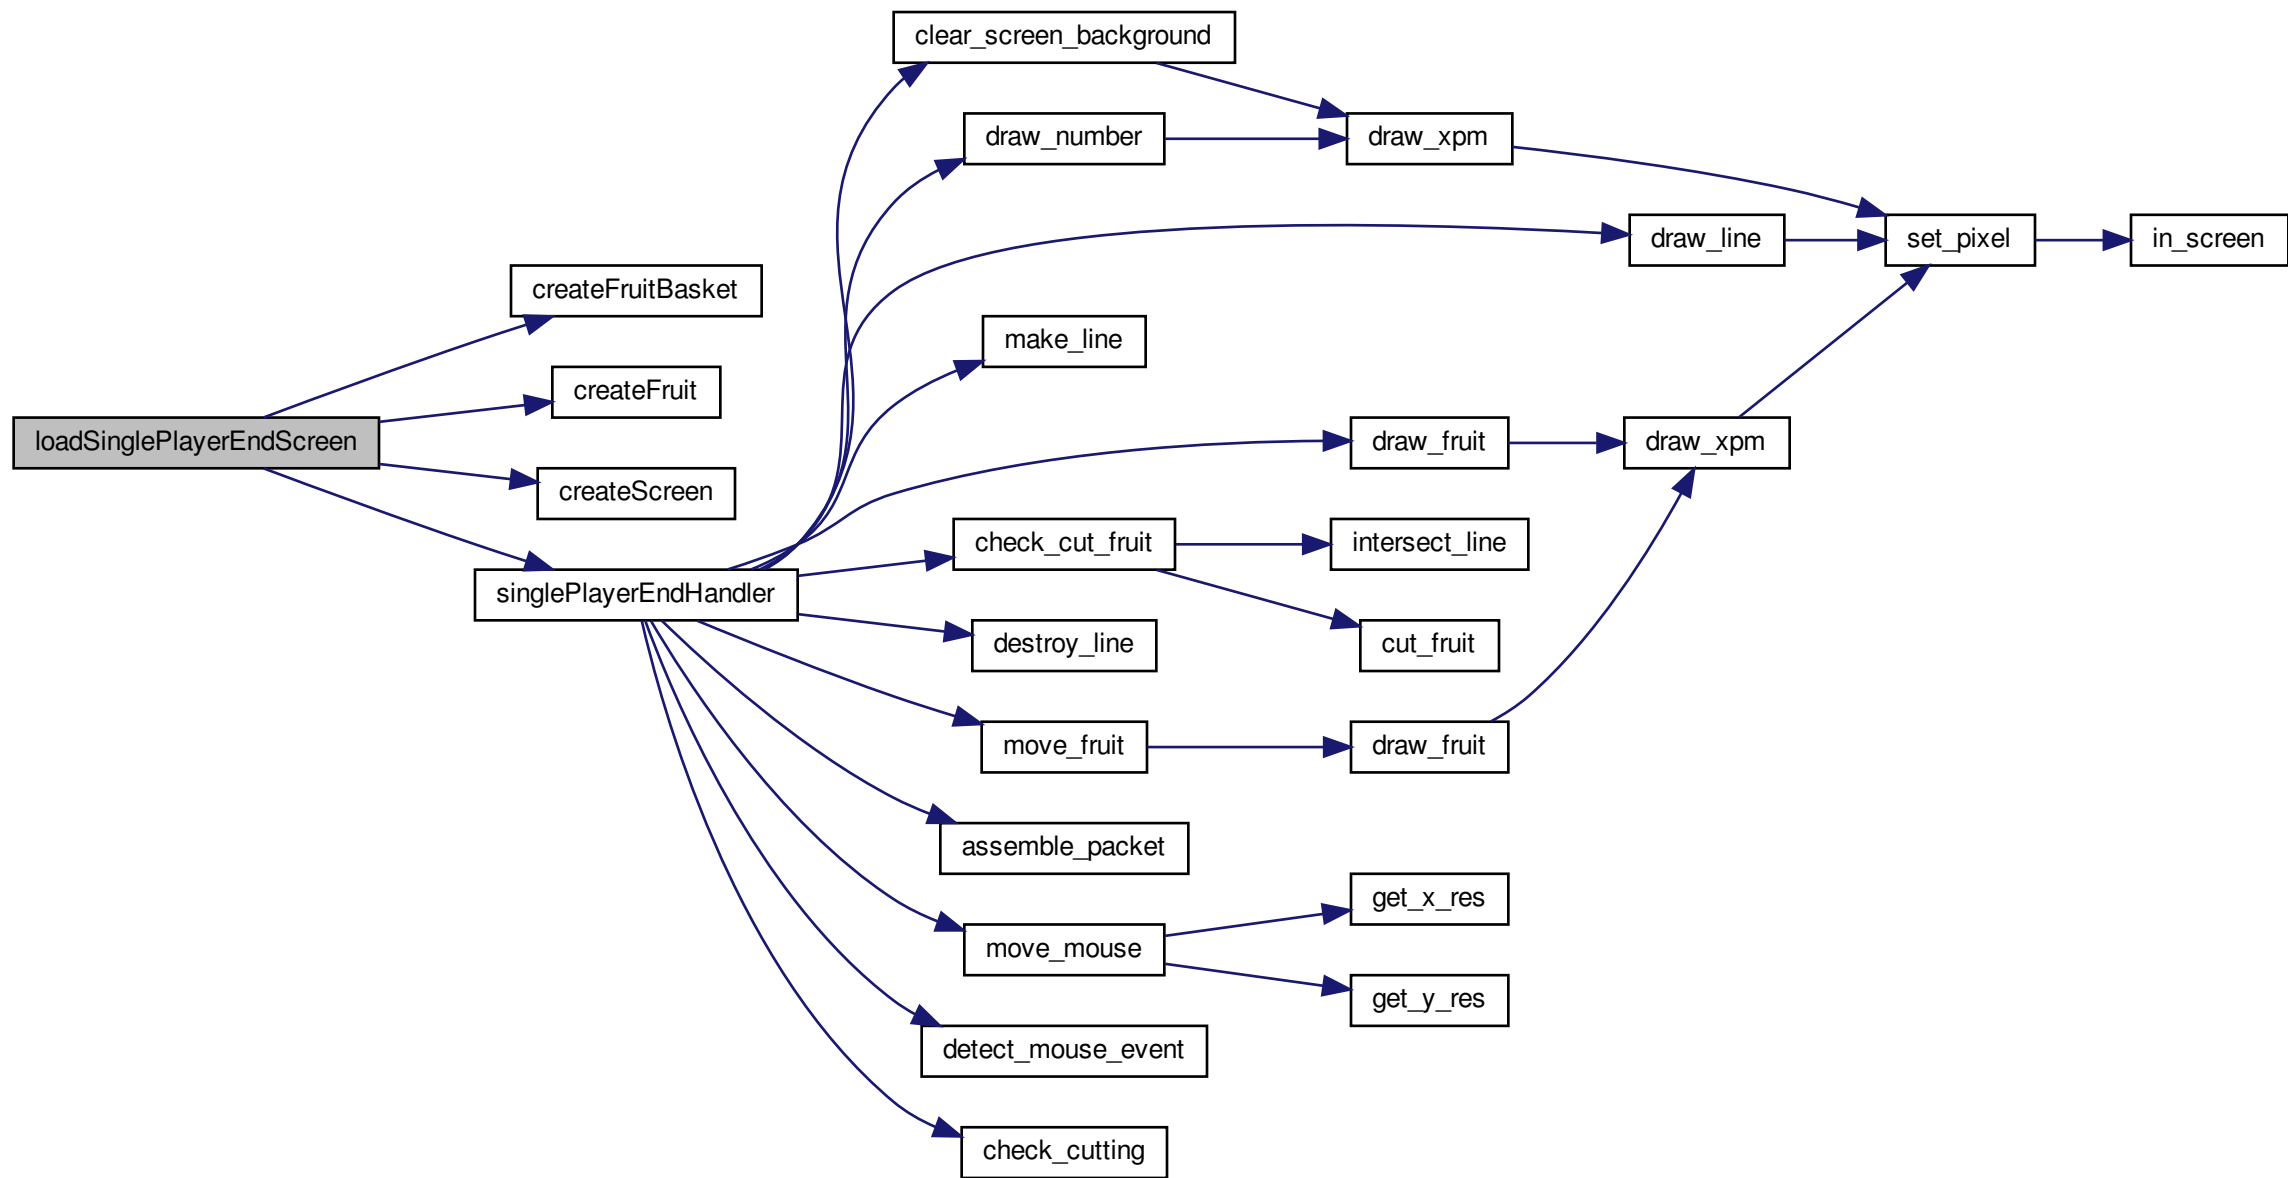 clear_screen_background
draw_number
draw_xpm
draw_line
set_pixel
in_screen
createFruitBasket
make_line
createFruit
loadSinglePlayerEndScreen
draw_fruit
draw_xpm
createScreen
check_cut_fruit
intersect_line
singlePlayerEndHandler
destroy_line
cut_fruit
move_fruit
draw_fruit
assemble_packet
get_x_res
move_mouse
get_y_res
detect_mouse_event
check_cutting